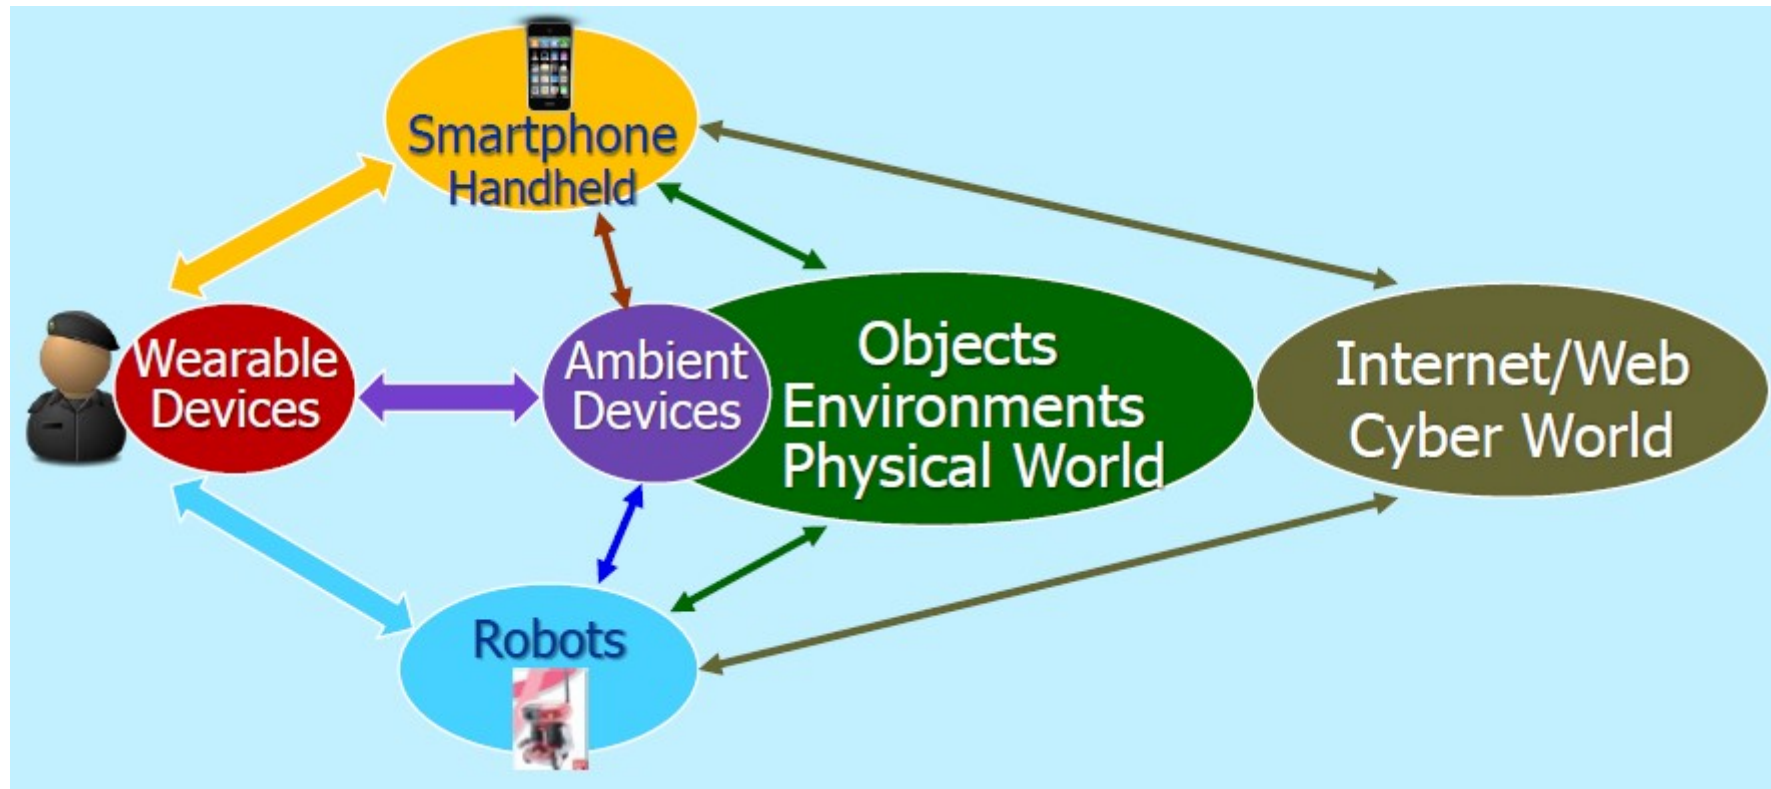 Smartphone
Handheld
Wearable
Devices
Ambient
Devices
Objects
Environments
Physical World
Internet/Web
Cyber World
Robots